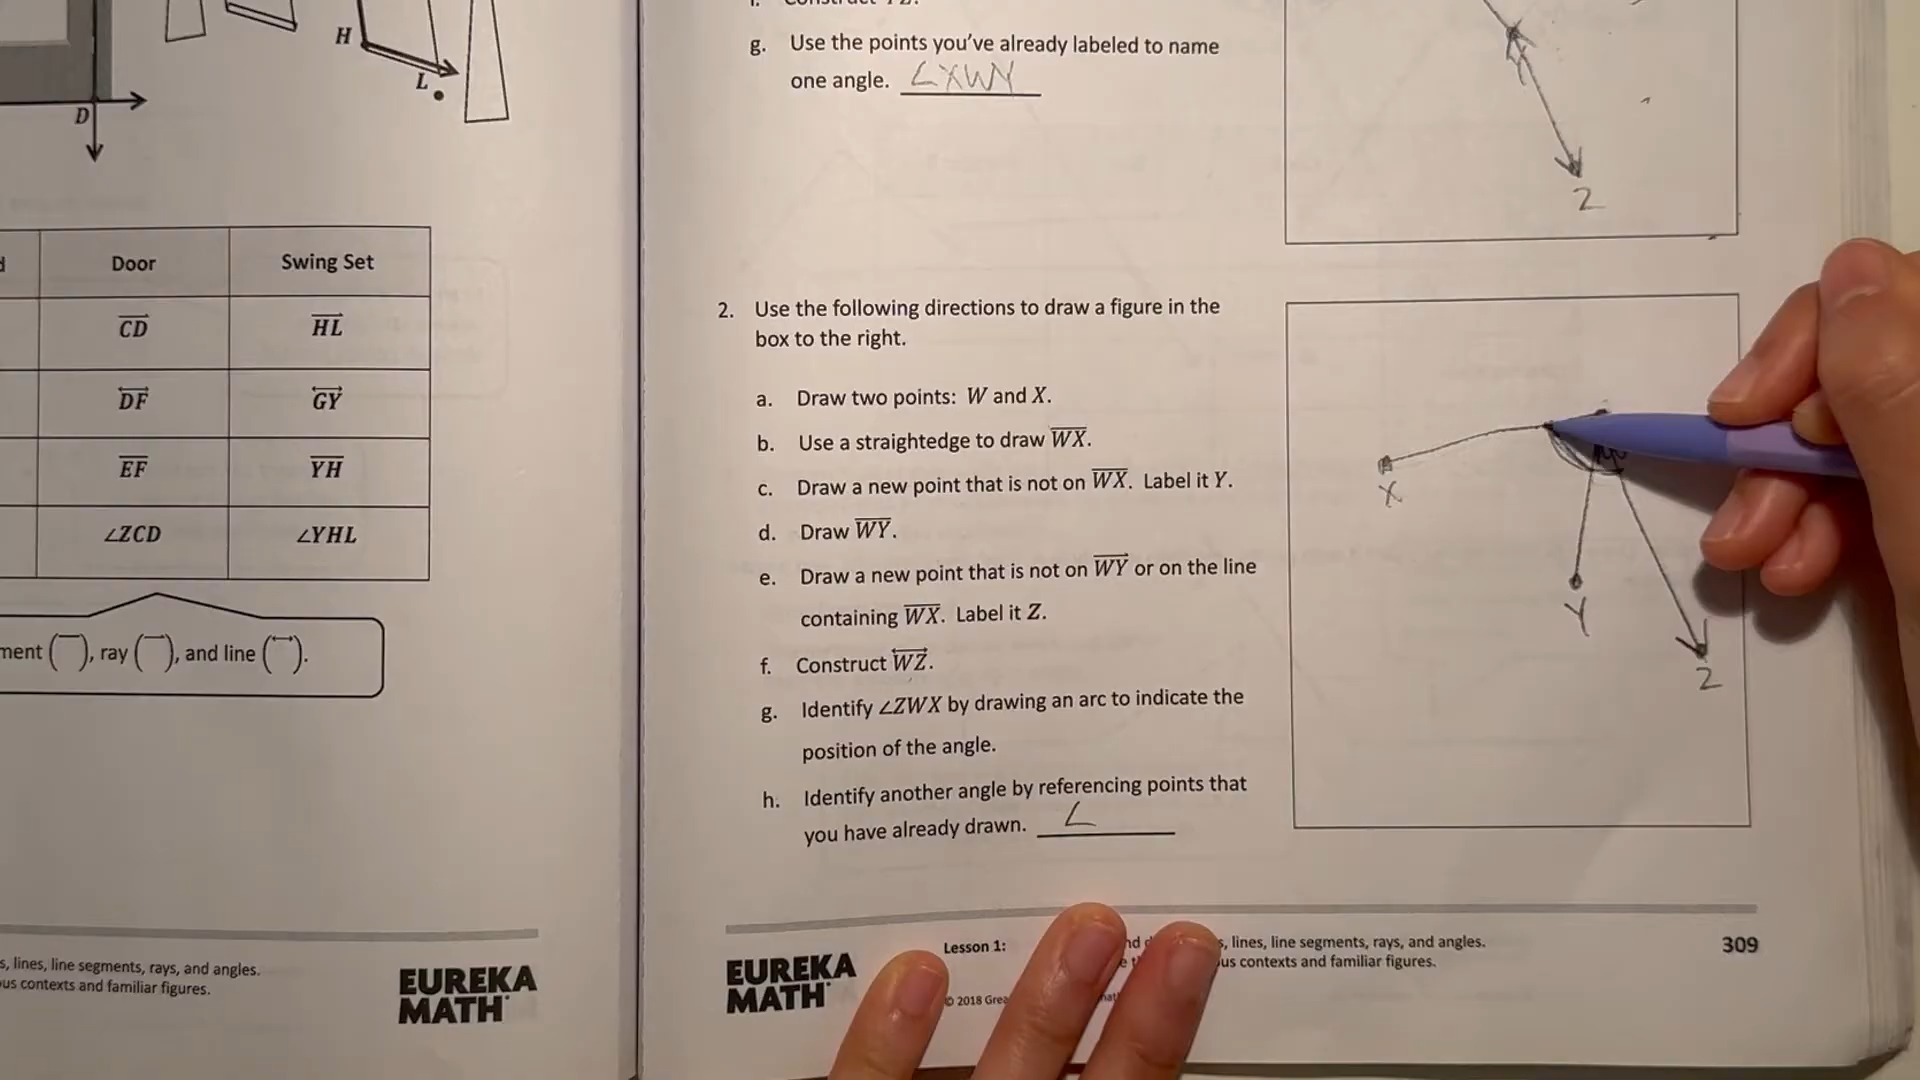 H
L
D
Door Swing Set
CD HL
DF GY
EF YH
∠ZCD ∠YHL
ment (‾), ray (→), and line (↔).
s, lines, line segments, rays, and angles.
us contexts and familiar figures.
EUREKA
MATH
g. Use the points you've already labeled to name
one angle. ∠XWY
Z
2. Use the following directions to draw a figure in the
box to the right.
a. Draw two points: W and X.
b. Use a straightedge to draw WX.
c. Draw a new point that is not on WX. Label it Y.
d. Draw WY.
e. Draw a new point that is not on WY or on the line
containing WX. Label it Z.
f. Construct WZ.
g. Identify ∠ZWX by drawing an arc to indicate the
position of the angle.
h. Identify another angle by referencing points that
you have already drawn. ∠
X
Y
Z
EUREKA
MATH
Lesson 1:
s, lines, line segments, rays, and angles.
us contexts and familiar figures.
© 2018 Grea
309